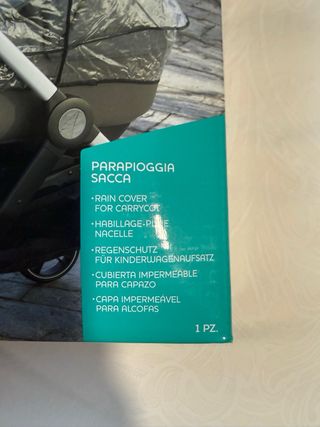 PARAPIOGGIA
SACCA
•RAIN COVER
FOR CARRYCOT
•HABILLAGE-PLUIE
NACELLE
•REGENSCHUTZ
FÜR KINDERWAGENAUFSATZ
•CUBIERTA IMPERMEABLE
PARA CAPAZO
•CAPA IMPERMEÁVEL
PARA ALCOFAS
1 PZ.